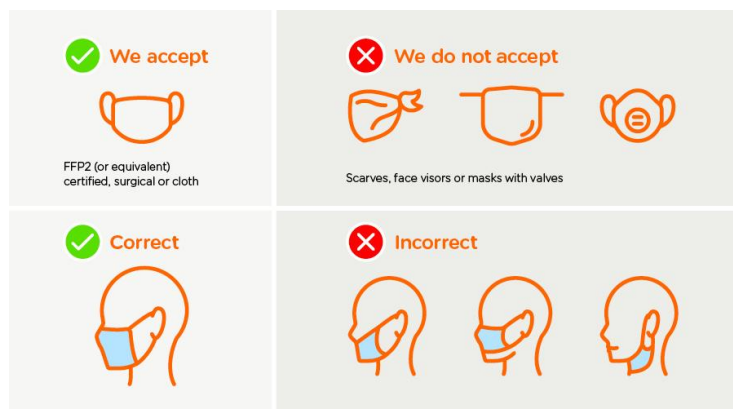 We accept
FFP2 (or equivalent)
certified, surgical or cloth
We do not accept
Scarves, face visors or masks with valves
Correct
Incorrect